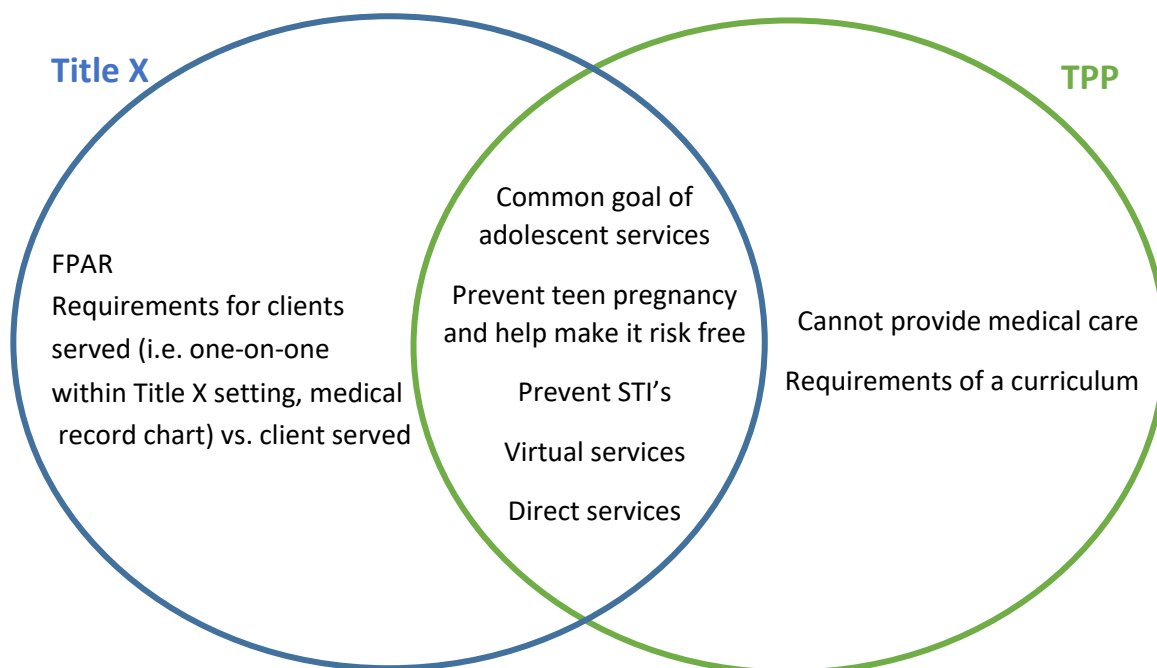 Title X
TPP
FPAR
Requirements for clients
served (i.e. one-on-one
within Title X setting, medical
record chart) vs. client served
Common goal of
adolescent services
Prevent teen pregnancy
and help make it risk free
Prevent STI’s
Virtual services
Direct services
Cannot provide medical care
Requirements of a curriculum